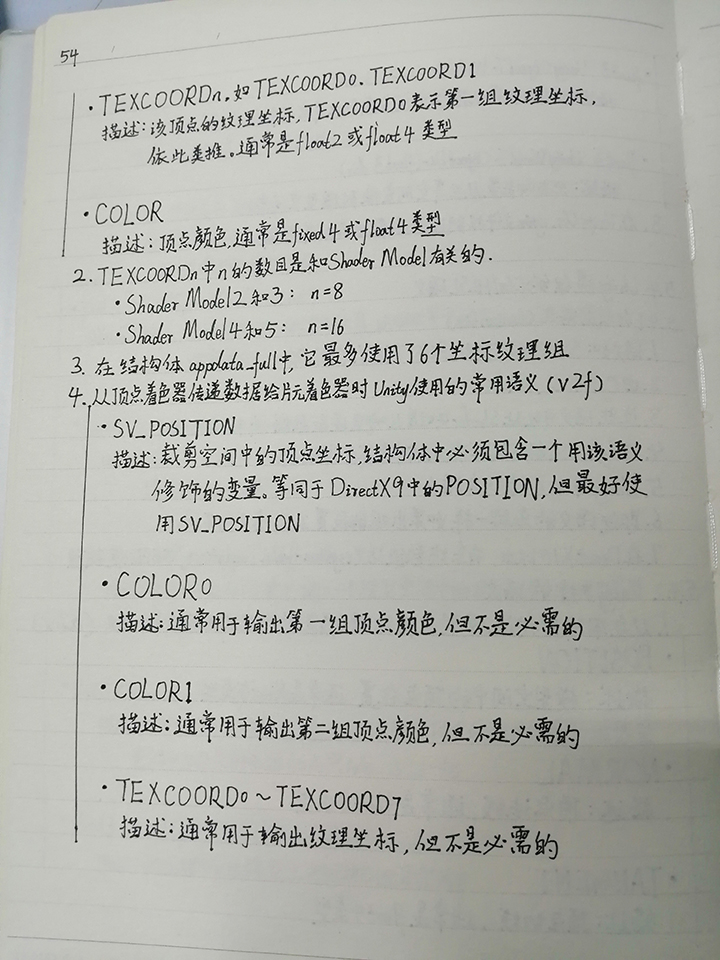 54
·TEXCOORDn,如TEXCOORD0、TEXCOORD1
描述:该顶点的纹理坐标,TEXCOORD0表示第一组纹理坐标,
依此类推。通常是float2或float4类型
·COLOR
描述:顶点颜色,通常是fixed4或float4类型
2. TEXCOORDn中n的数目是和Shader Model有关的.
·Shader Model2和3: n=8
·Shader Model4和5: n=16
3. 在结构体appdata_full中,它最多使用了6个坐标纹理组
4.从顶点着色器传递数据给片元着色器时Unity使用的常用语义(v2f)
·SV_POSITION
描述:裁剪空间中的顶点坐标,结构体中必须包含一个用该语义
修饰的变量。等同于DirectX9中的POSITION,但最好使
用SV_POSITION
·COLOR0
描述:通常用于输出第一组顶点颜色,但不是必需的
·COLOR1
描述:通常用于输出第二组顶点颜色,但不是必需的
·TEXCOORD0~TEXCOORD7
描述:通常用于输出纹理坐标,但不是必需的